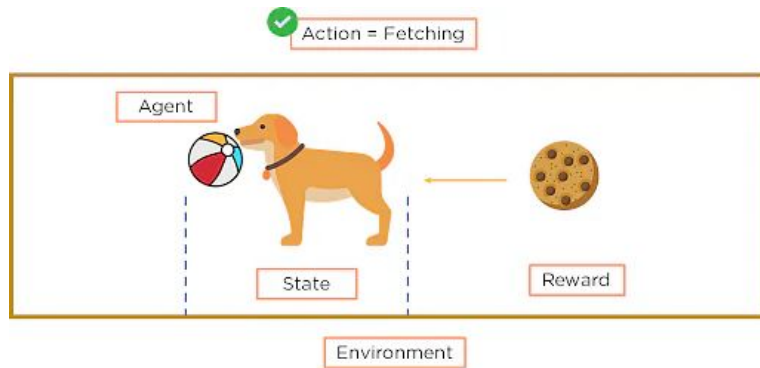 Action = Fetching
Agent
State
Reward
Environment